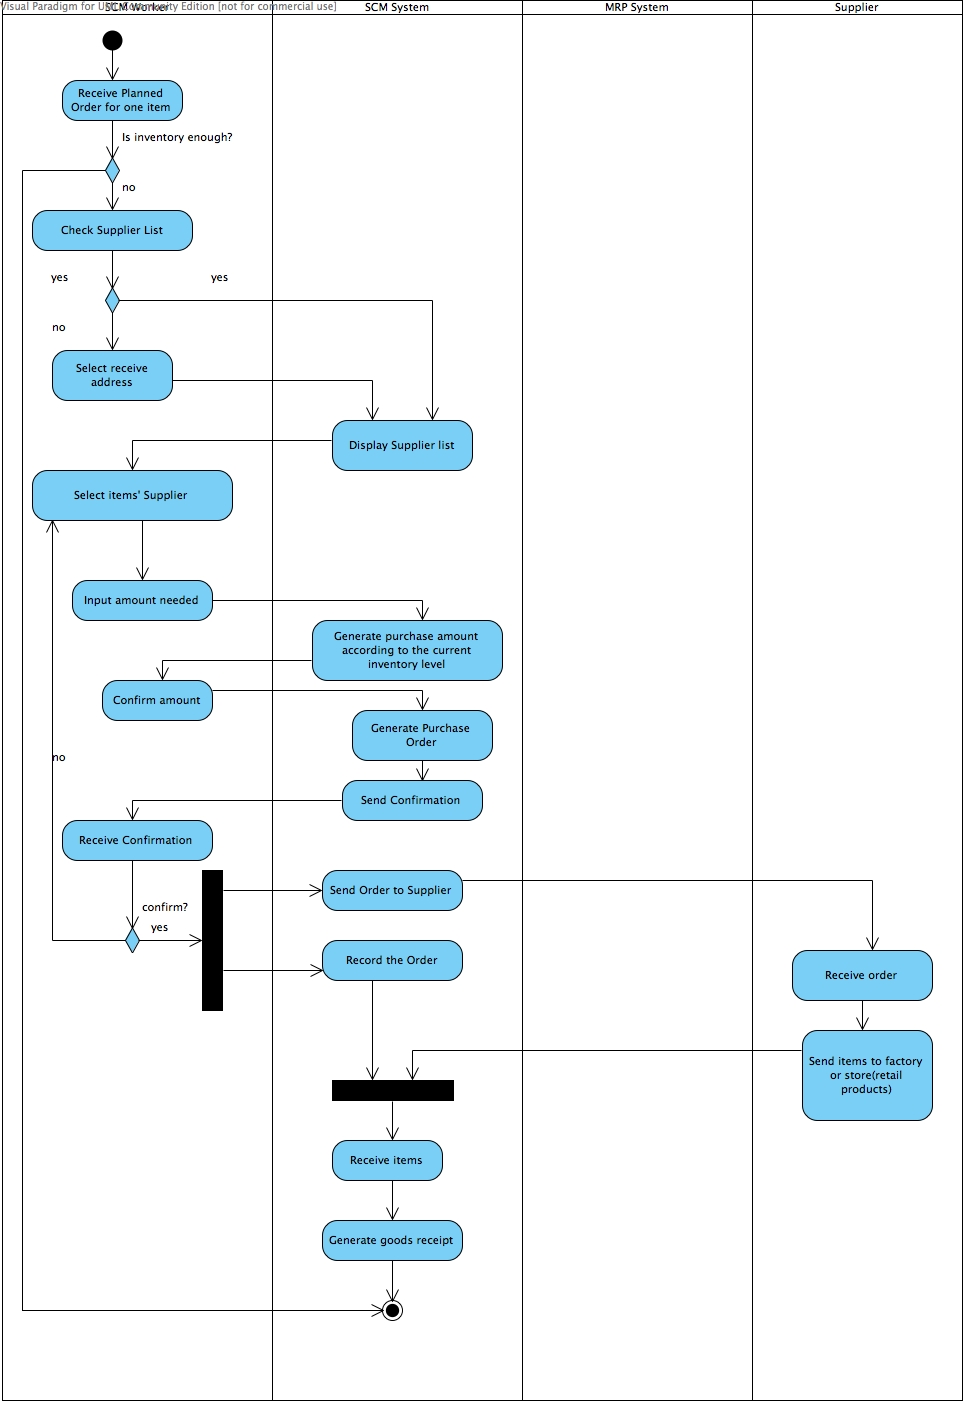 Visual Paradigm for UML Community Edition [not for commercial use]
SCM Worker
SCM System
MRP System
Supplier
Receive Planned
Order for one item
Is inventory enough?
no
Check Supplier List
yes
yes
no
Select receive
address
Display Supplier list
Select items' Supplier
Input amount needed
Generate purchase amount
according to the current
inventory level
Confirm amount
Generate Purchase
Order
no
Send Confirmation
Receive Confirmation
Send Order to Supplier
confirm?
yes
Record the Order
Receive order
Send items to factory
or store(retail
products)
Receive items
Generate goods receipt